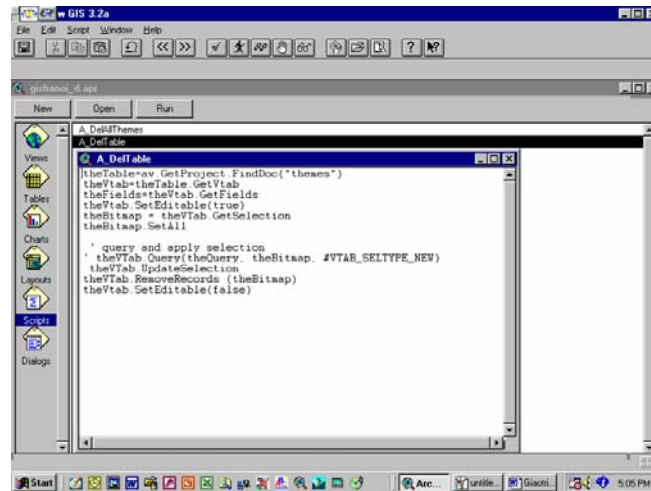 w GIS 3.2a
File Edit Script Window Help
gishanoi_d.apr
New Open Run
Views
Tables
Charts
Layouts
Scripts
Dialogs
A_DelAllThemes
A_DelTable
A_DelTable
theTable=av.GetProject.FindDoc("themes")
theVtab=theTable.GetVtab
theFields=theVtab.GetFields
theVtab.SetEditable(true)
theBitmap = theVTab.GetSelection
theBitmap.SetAll
' query and apply selection
' theVTab.Query(theQuery, theBitmap, #VTAB_SELTYPE_NEW)
theVTab.UpdateSelection
theVTab.RemoveRecords (theBitmap)
theVtab.SetEditable(false)
Start Arc... untitle... Giaotri... 5:05 PM